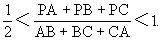 1/2 < (PA + PB + PC)/(AB + BC + CA) < 1